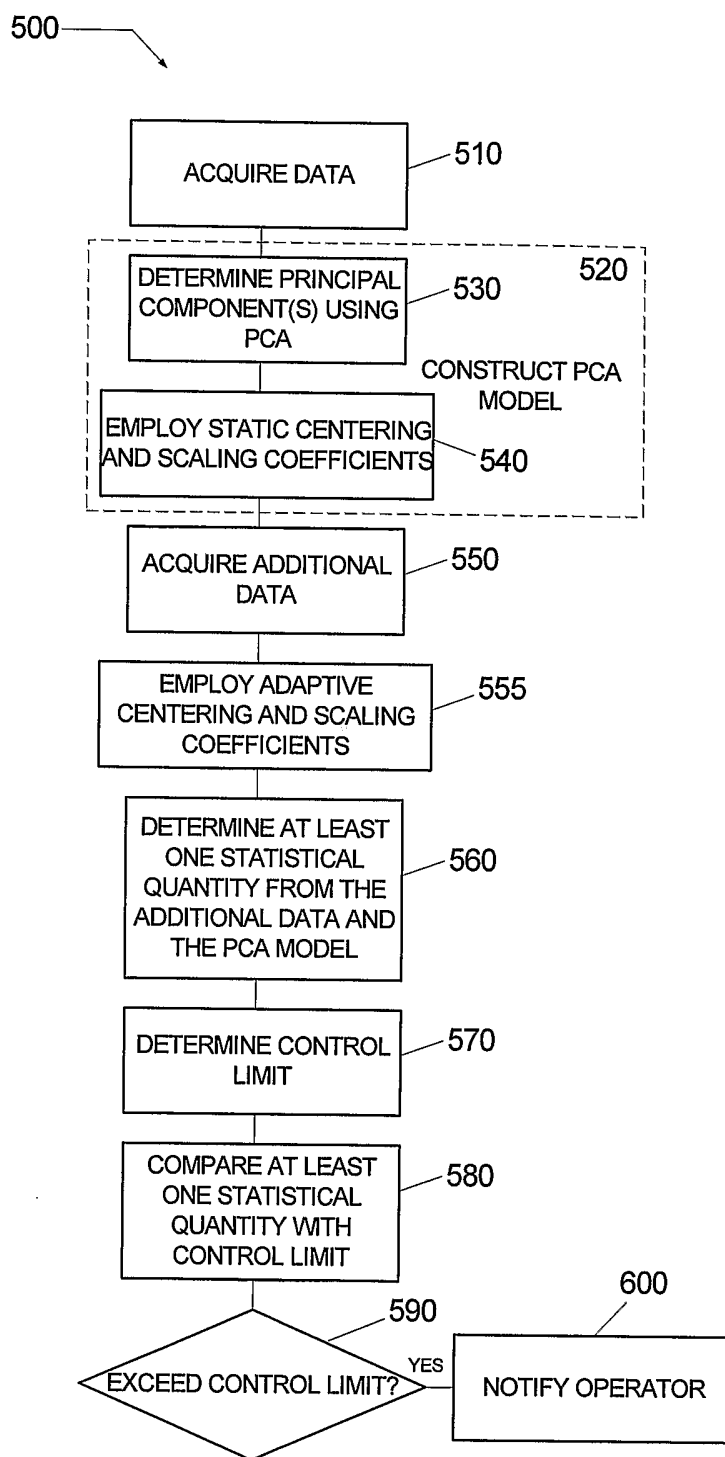 500
ACQUIRE DATA
510
520
DETERMINE PRINCIPAL
COMPONENT(S) USING
PCA
530
CONSTRUCT PCA
MODEL
EMPLOY STATIC CENTERING
AND SCALING COEFFICIENTS
540
ACQUIRE ADDITIONAL
DATA
550
EMPLOY ADAPTIVE
CENTERING AND SCALING
COEFFICIENTS
555
DETERMINE AT LEAST
ONE STATISTICAL
QUANTITY FROM THE
ADDITIONAL DATA AND
THE PCA MODEL
560
DETERMINE CONTROL
LIMIT
570
COMPARE AT LEAST
ONE STATISTICAL
QUANTITY WITH
CONTROL LIMIT
580
590
EXCEED CONTROL LIMIT?
YES
600
NOTIFY OPERATOR